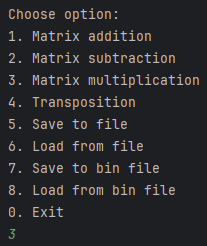 Choose option:
1. Matrix addition
2. Matrix subtraction
3. Matrix multiplication
4. Transposition
5. Save to file
6. Load from file
7. Save to bin file
8. Load from bin file
0. Exit
3